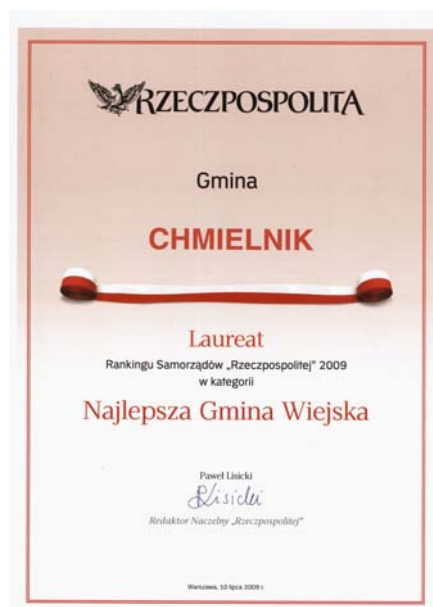 RZECZPOSPOLITA
Gmina
CHMIELNIK
Laureat
Rankingu Samorządów „Rzeczpospolitej” 2009
w kategorii
Najlepsza Gmina Wiejska
Paweł Lisicki
PLisicki
Redaktor Naczelny „Rzeczpospolitej”
Warszawa, 10 lipca 2009 r.